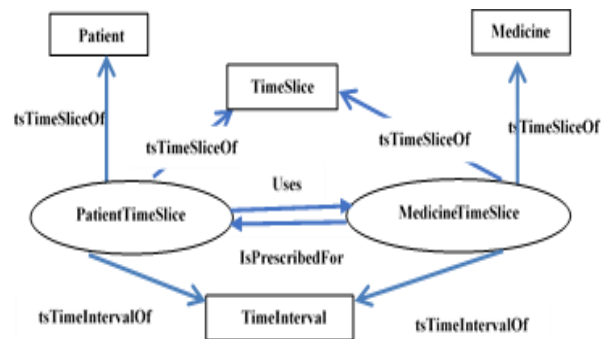 Patient
Medicine
TimeSlice
tsTimeSliceOf
tsTimeSliceOf
tsTimeSliceOf
tsTimeSliceOf
Uses
PatientTimeSlice
MedicineTimeSlice
IsPrescribedFor
tsTimeIntervalOf
TimeInterval
tsTimeIntervalOf